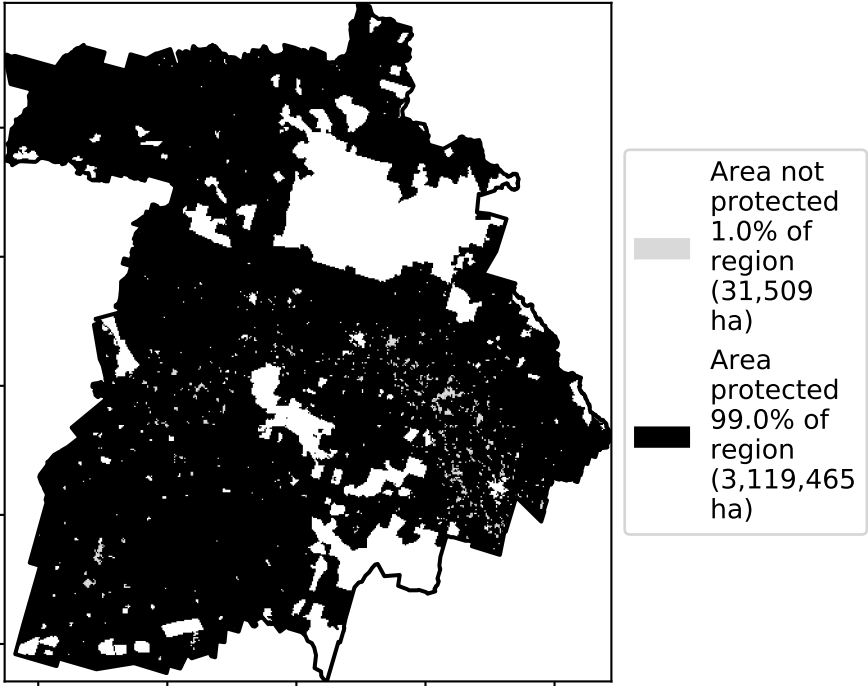 Area not
protected
1.0% of
region
(31,509
ha)
Area
protected
99.0% of
region
(3,119,465
ha)